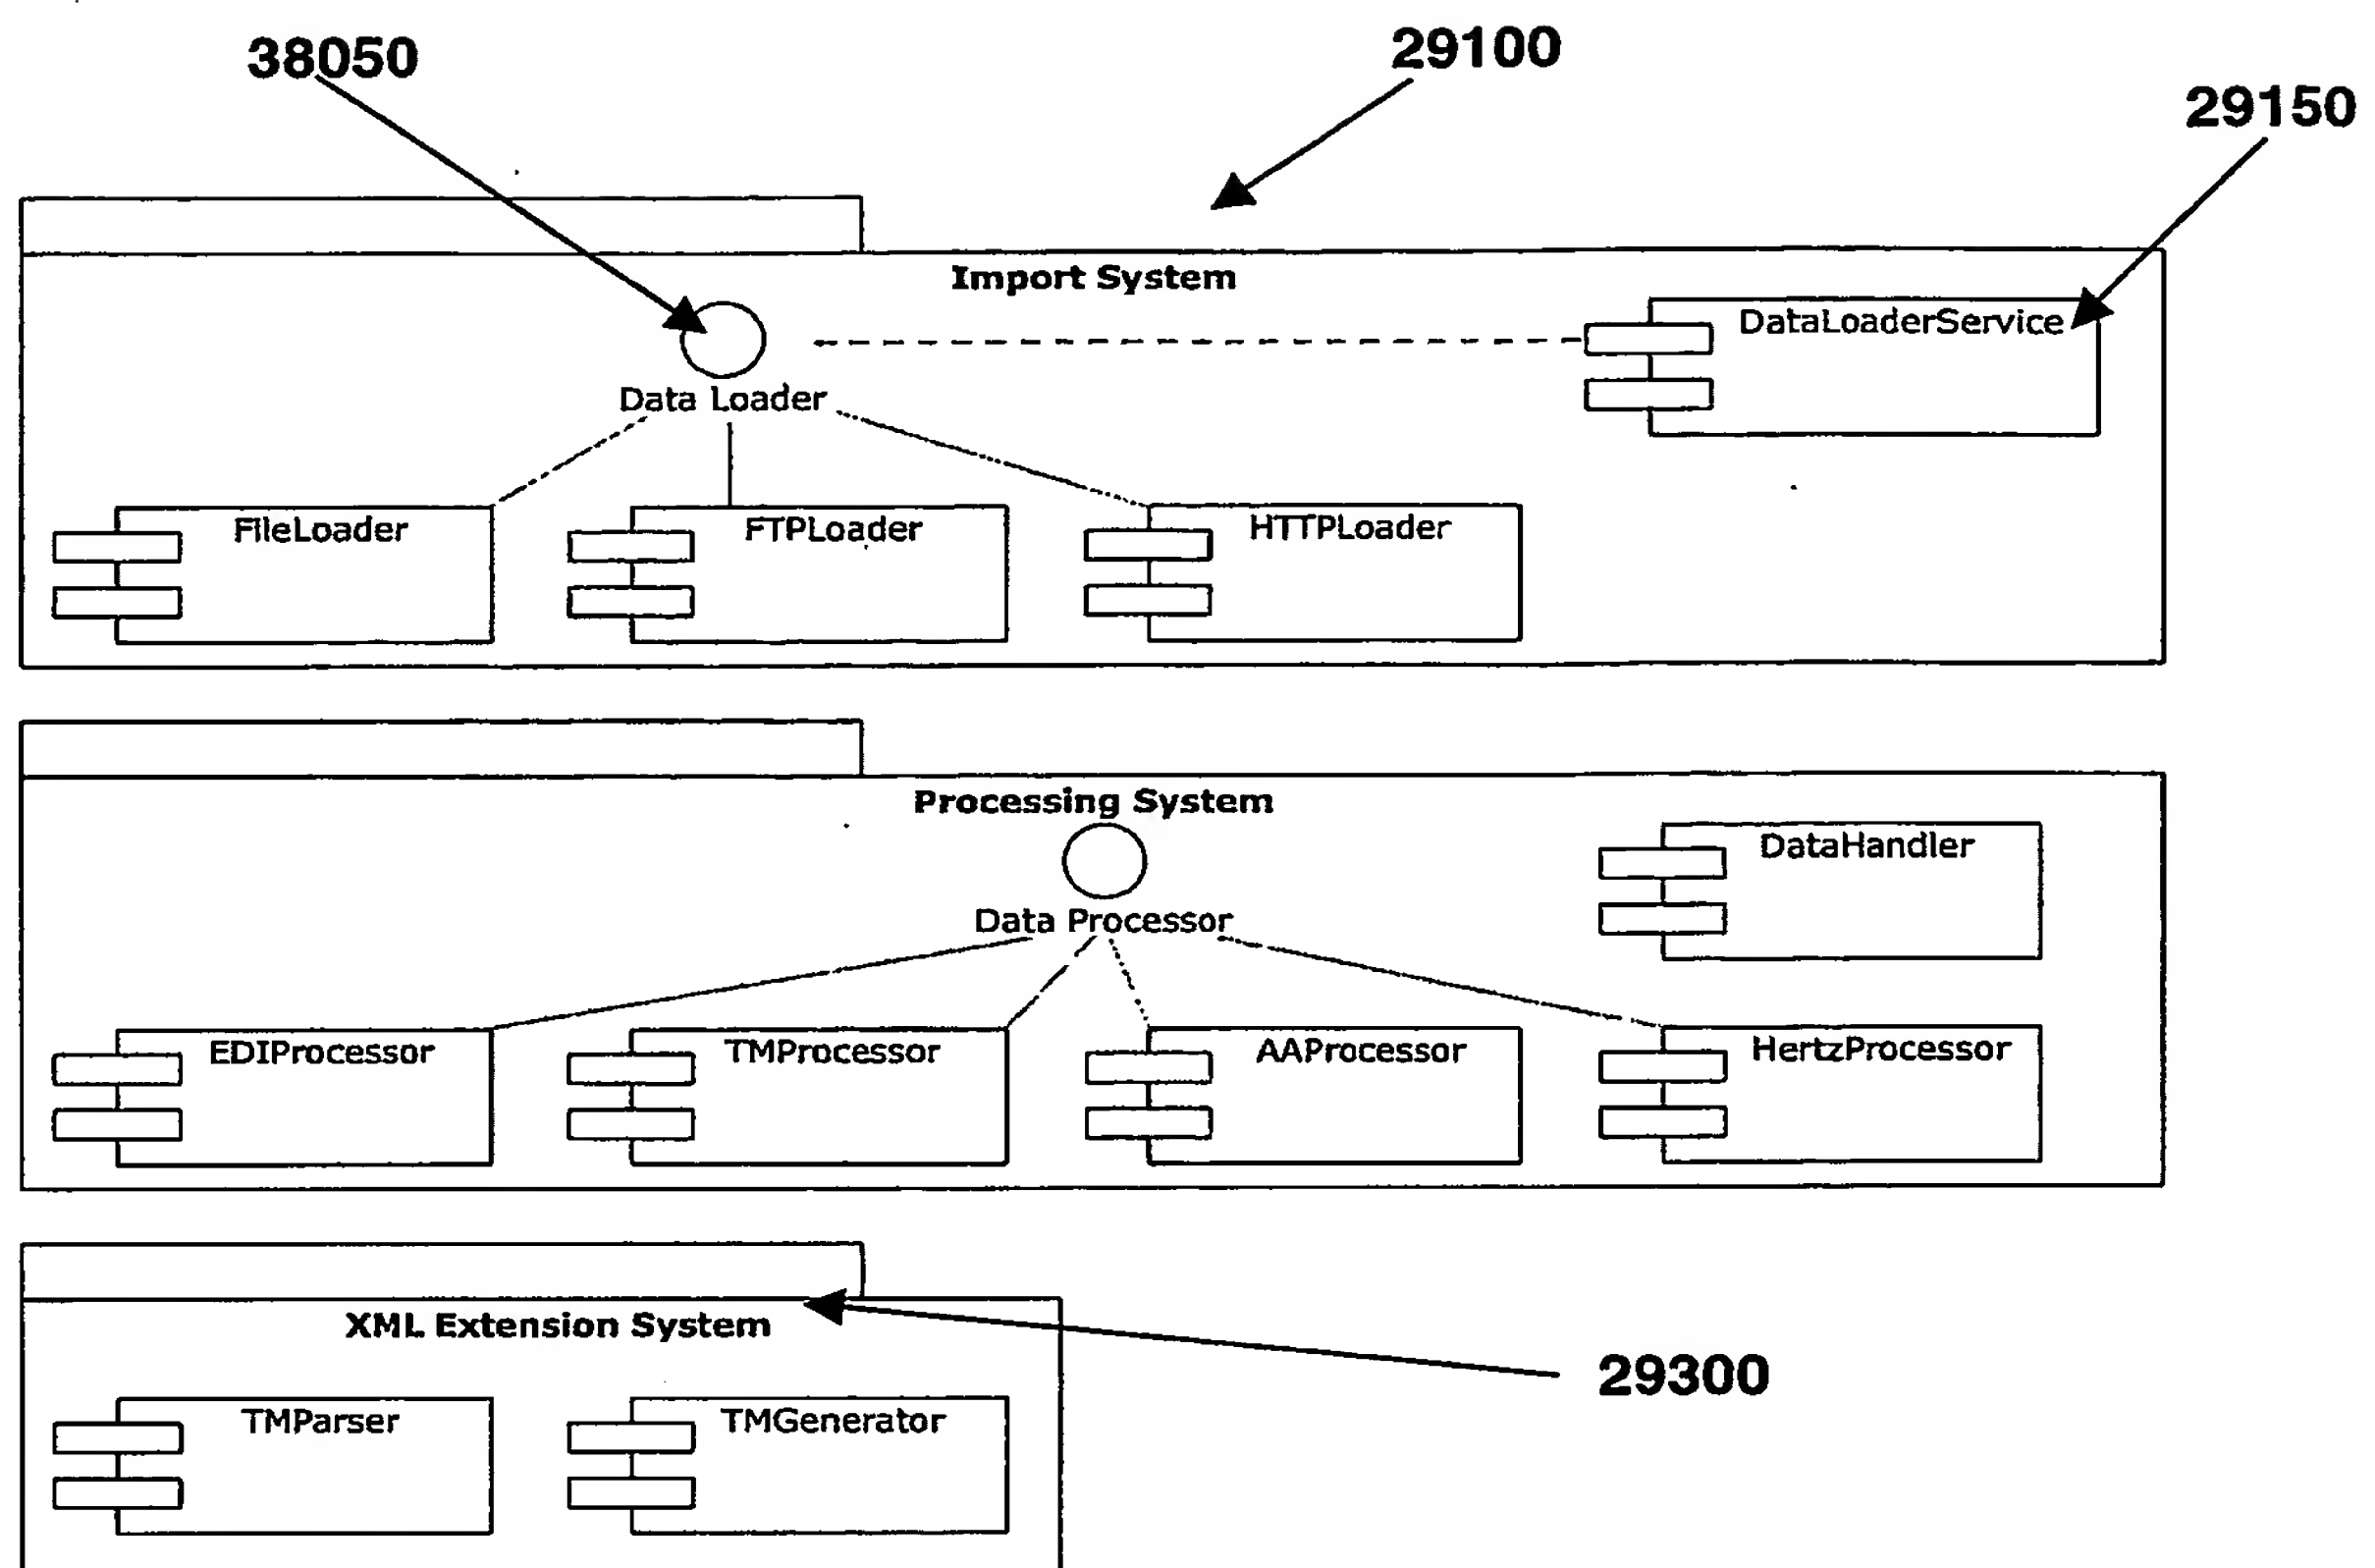 38050
29100
29150
Import System
DataLoaderService
Data Loader
FileLoader
FTPLoader
HTTPLoader
Processing System
DataHandler
Data Processor
EDIProcessor
TMProcessor
AAProcessor
HertzProcessor
XML Extension System
29300
TMParser
TMGenerator